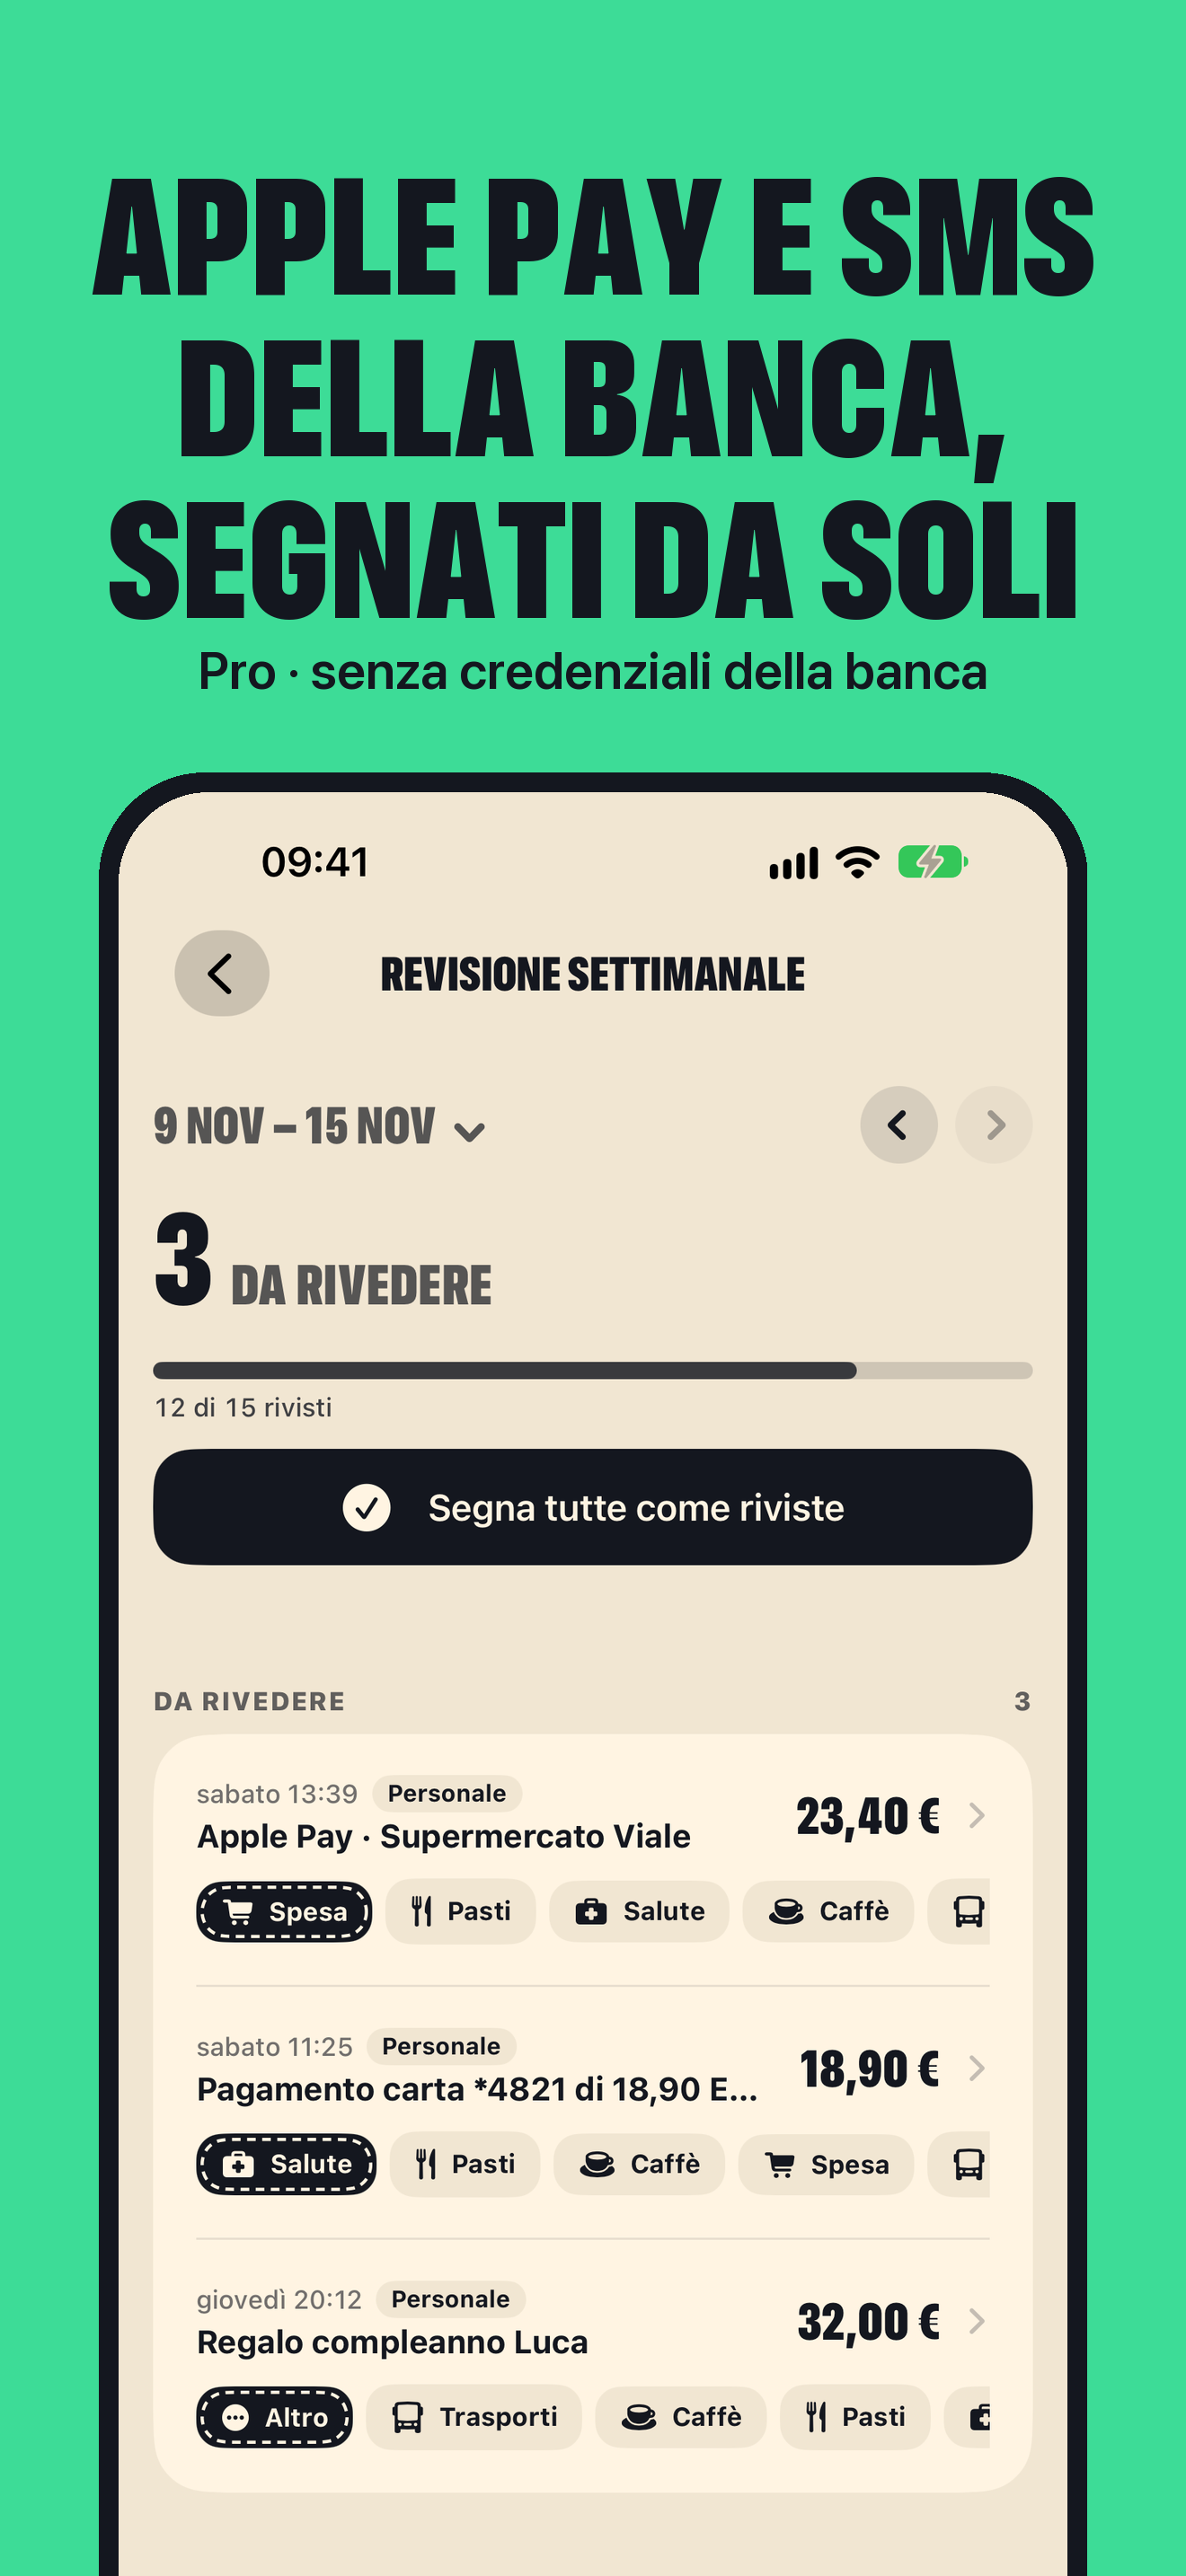 APPLE PAY E SMS
DELLA BANCA,
SEGNATI DA SOLI
Pro · senza credenziali della banca
09:41
REVISIONE SETTIMANALE
9 NOV – 15 NOV
3 DA RIVEDERE
12 di 15 rivisti
Segna tutte come riviste
DA RIVEDERE 3
sabato 13:39 Personale
Apple Pay · Supermercato Viale 23,40 €
Spesa Pasti Salute Caffè
sabato 11:25 Personale
Pagamento carta *4821 di 18,90 E... 18,90 €
Salute Pasti Caffè Spesa
giovedì 20:12 Personale
Regalo compleanno Luca 32,00 €
Altro Trasporti Caffè Pasti